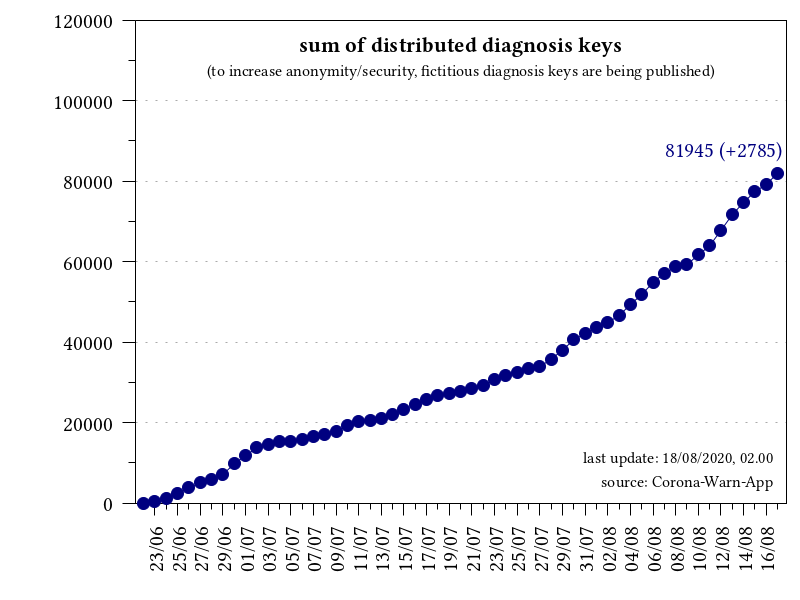 sum of distributed diagnosis keys
(to increase anonymity/security, fictitious diagnosis keys are being published)
120000
100000
80000
60000
40000
20000
0
81945 (+2785)
last update: 18/08/2020, 02.00
source: Corona-Warn-App
23/06 25/06 27/06 29/06 01/07 03/07 05/07 07/07 09/07 11/07 13/07 15/07 17/07 19/07 21/07 23/07 25/07 27/07 29/07 31/07 02/08 04/08 06/08 08/08 10/08 12/08 14/08 16/08